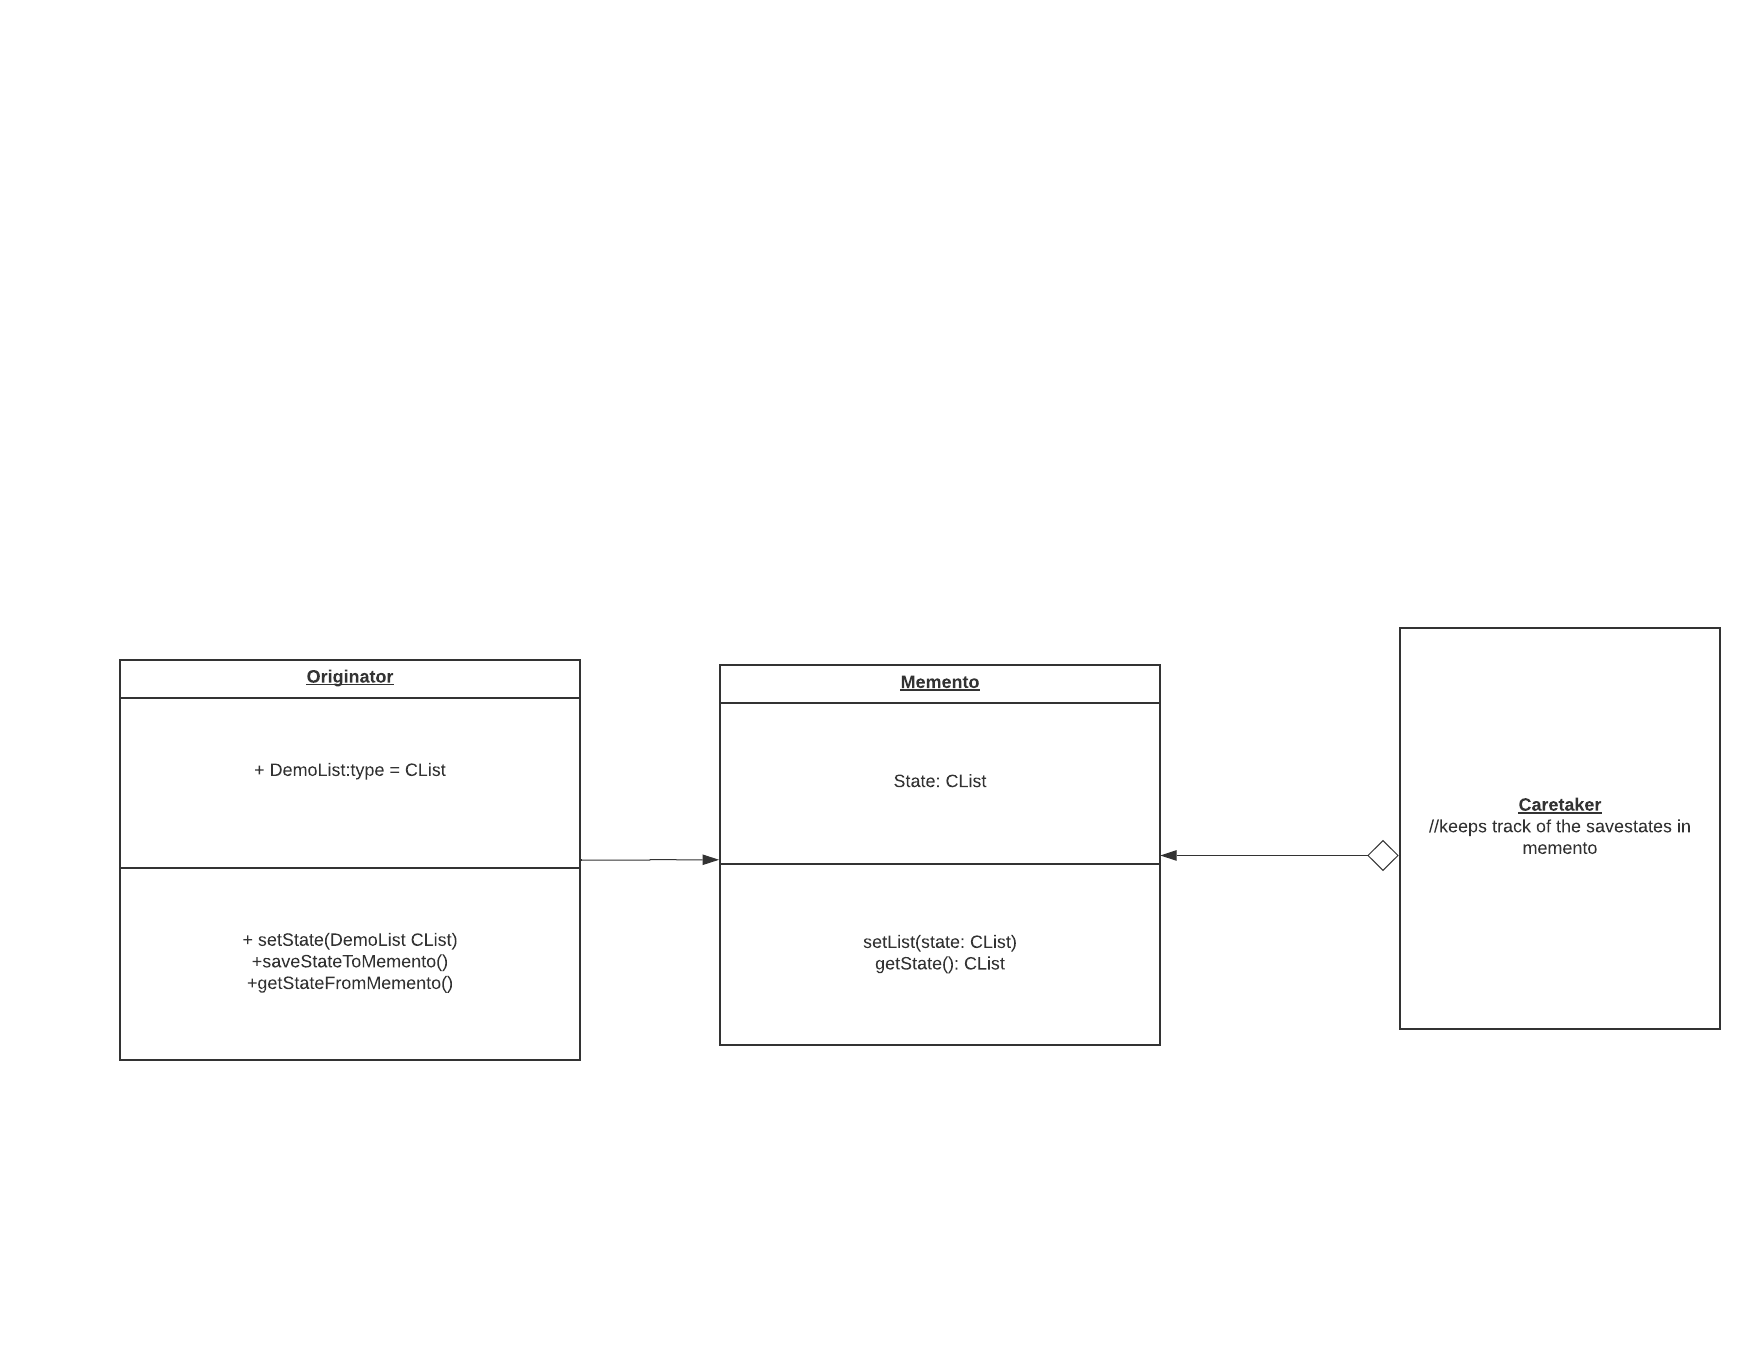 Originator
+ DemoList:type = CList
+ setState(DemoList CList)
+saveStateToMemento()
+getStateFromMemento()
Memento
State: CList
setList(state: CList)
getState(): CList
Caretaker
//keeps track of the savestates in
memento